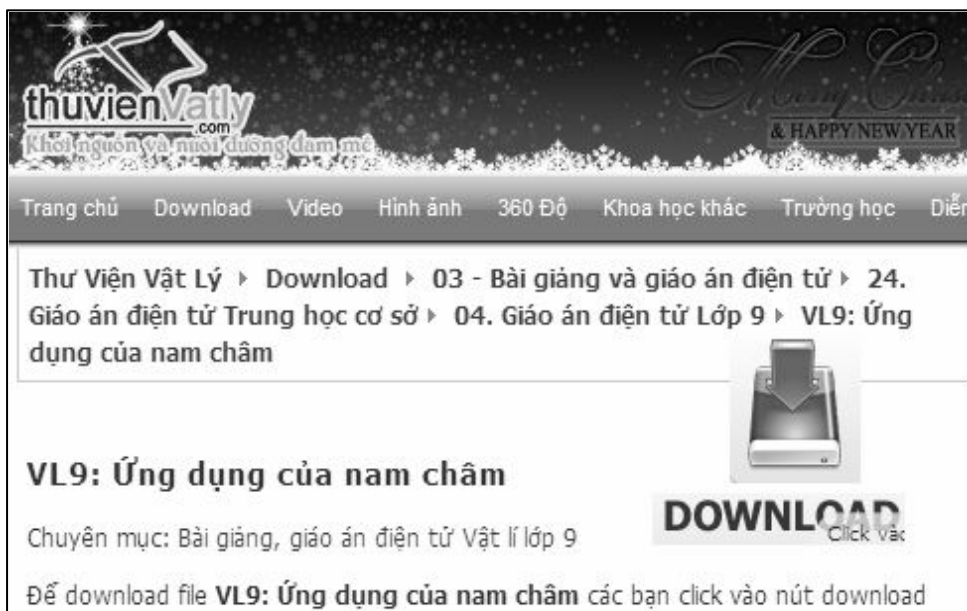 thuvienVatly
.com
Khơi nguồn và nuôi dưỡng đam mê
Merry
& HAPPY NEW YEAR
Trang chủ Download Video Hình ảnh 360 Độ Khoa học khác Trường học
Thư Viện Vật Lý Download 03 - Bài giảng và giáo án điện tử 24.
Giáo án điện tử Trung học cơ sở 04. Giáo án điện tử Lớp 9 VL9: Ứng
dụng của nam châm
VL9: Ứng dụng của nam châm
DOWNLOAD
Click
Chuyên mục: Bài giảng, giáo án điện tử Vật lí lớp 9
Để download file VL9: Ứng dụng của nam châm các bạn click vào nút download